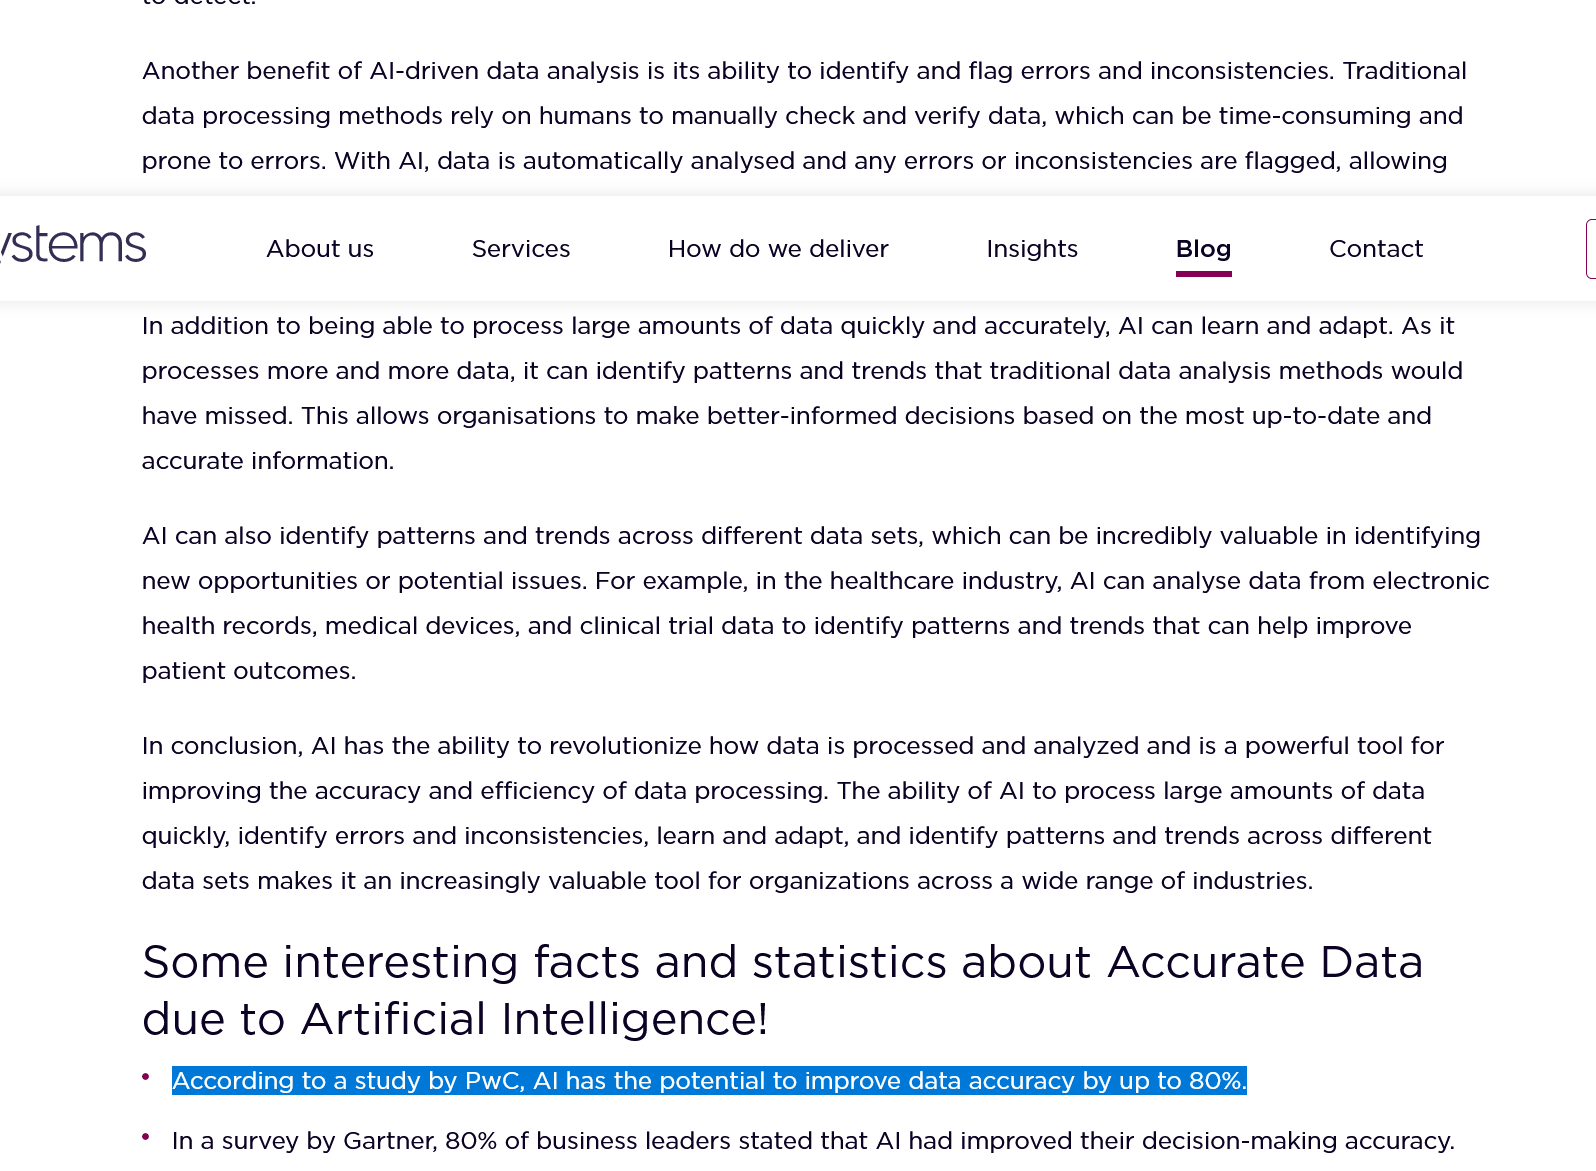 to detect.
Another benefit of AI-driven data analysis is its ability to identify and flag errors and inconsistencies. Traditional
data processing methods rely on humans to manually check and verify data, which can be time-consuming and
prone to errors. With AI, data is automatically analysed and any errors or inconsistencies are flagged, allowing
ystems
About us
Services
How do we deliver
Insights
Blog
Contact
In addition to being able to process large amounts of data quickly and accurately, AI can learn and adapt. As it
processes more and more data, it can identify patterns and trends that traditional data analysis methods would
have missed. This allows organisations to make better-informed decisions based on the most up-to-date and
accurate information.
AI can also identify patterns and trends across different data sets, which can be incredibly valuable in identifying
new opportunities or potential issues. For example, in the healthcare industry, AI can analyse data from electronic
health records, medical devices, and clinical trial data to identify patterns and trends that can help improve
patient outcomes.
In conclusion, AI has the ability to revolutionize how data is processed and analyzed and is a powerful tool for
improving the accuracy and efficiency of data processing. The ability of AI to process large amounts of data
quickly, identify errors and inconsistencies, learn and adapt, and identify patterns and trends across different
data sets makes it an increasingly valuable tool for organizations across a wide range of industries.
Some interesting facts and statistics about Accurate Data
due to Artificial Intelligence!
• According to a study by PwC, AI has the potential to improve data accuracy by up to 80%.
• In a survey by Gartner, 80% of business leaders stated that AI had improved their decision-making accuracy.